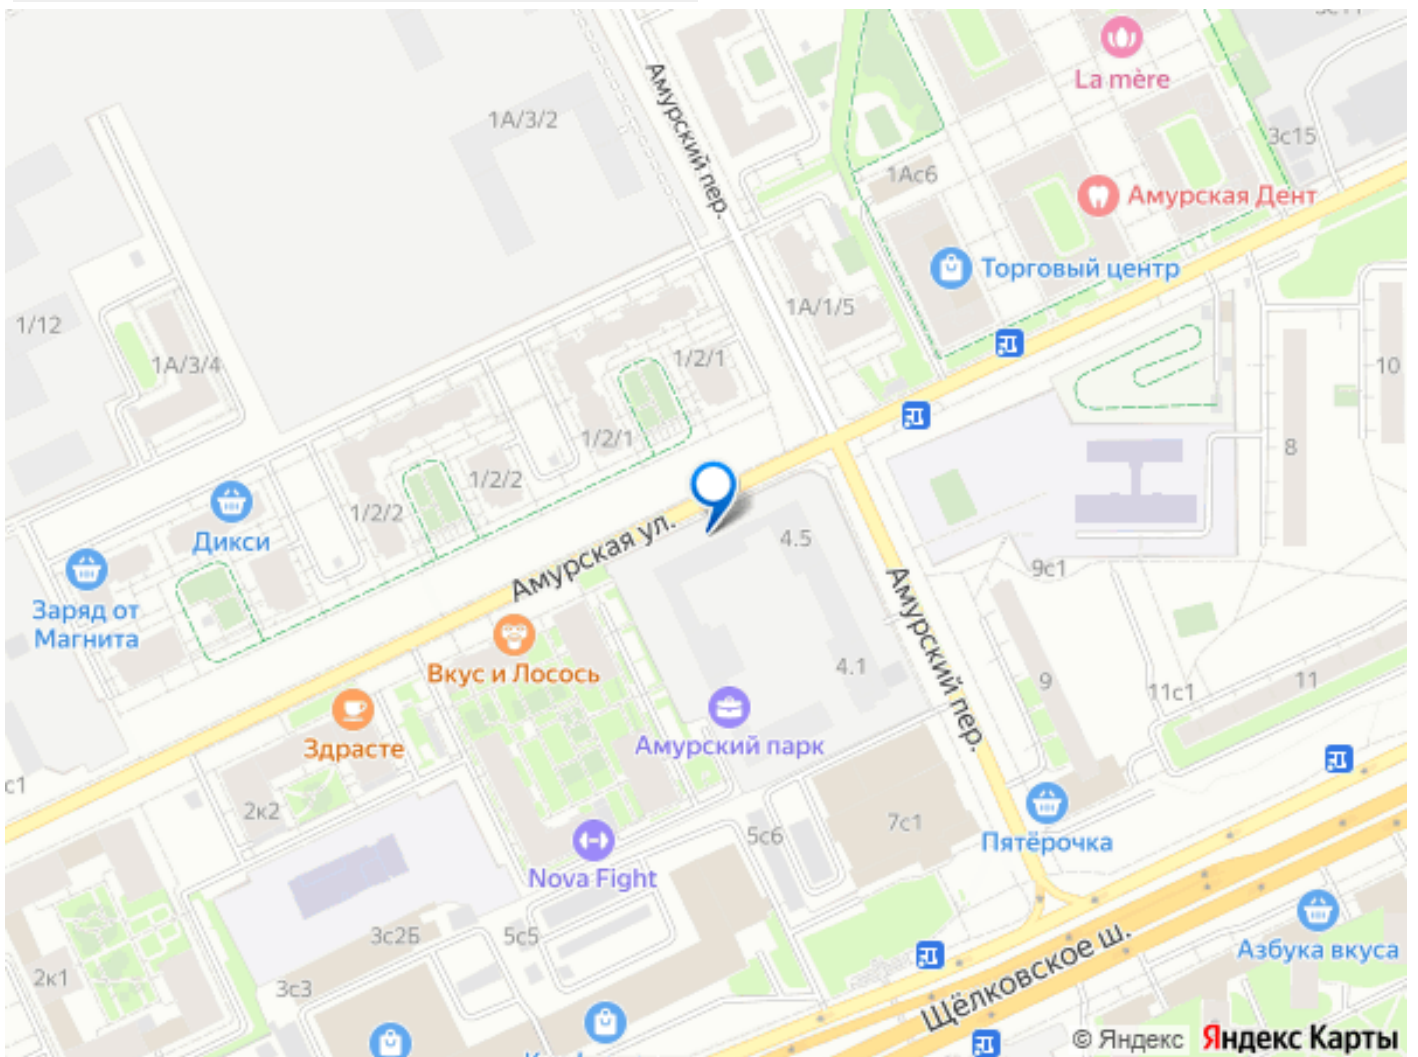 La mère
Амурский пер.
1А/3/2
3с15
1Ас6
Амурская Дент
Торговый центр
1/12
1А/1/5
1А/3/4
1/2/1
10
1/2/1
8
1/2/2
1/2/2
Дикси
Амурская ул.
4.5
9с1
Заряд от
Магнита
Амурский пер.
Вкус и Лосось
4.1
9
11с1
11
Здрасте
Амурский парк
с1
2к2
7с1
5с6
Пятёрочка
Nova Fight
3с2Б
5с5
Азбука вкуса
2к1
3с3
Щёлковское ш.
© Яндекс Яндекс Карты